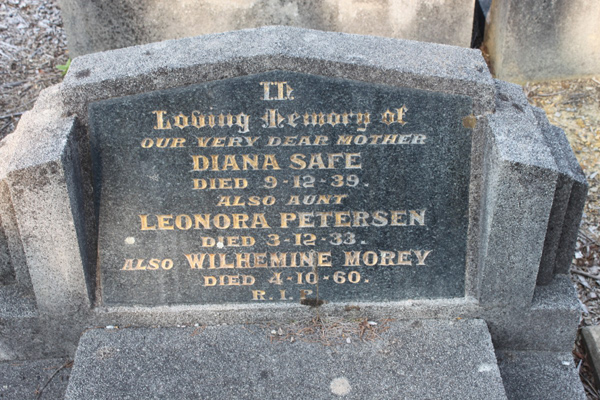 In
Loving Memory of
OUR VERY DEAR MOTHER
DIANA SAFE
DIED 9-12-39.
ALSO AUNT
LEONORA PETERSEN
DIED 3-12-33.
ALSO WILHEMINE MOREY
DIED 4-10-60.
R.I.P